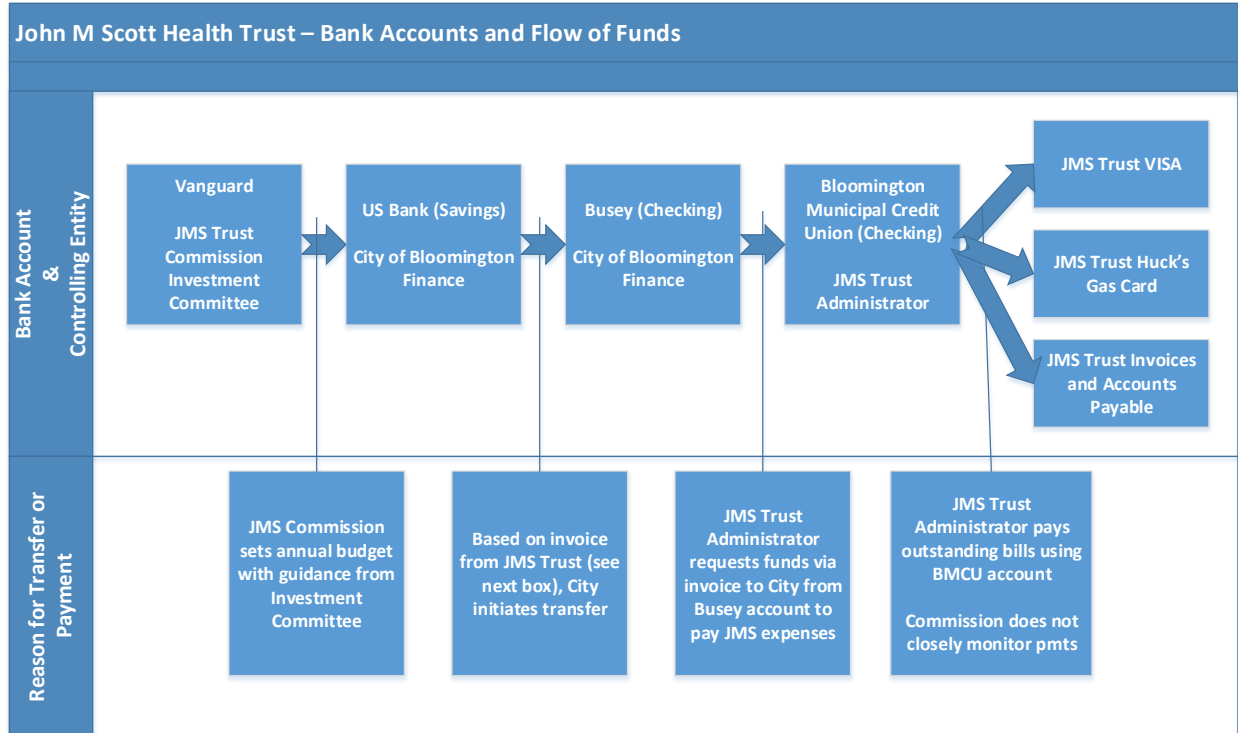 John M Scott Health Trust – Bank Accounts and Flow of Funds
Bank Account
&
Controlling Entity
Vanguard
JMS Trust
Commission
Investment
Committee
US Bank (Savings)
City of Bloomington
Finance
Busey (Checking)
City of Bloomington
Finance
Bloomington
Municipal Credit
Union (Checking)
JMS Trust
Administrator
JMS Trust VISA
JMS Trust Huck’s
Gas Card
JMS Trust Invoices
and Accounts
Payable
Reason for Transfer or
Payment
JMS Commission
sets annual budget
with guidance from
Investment
Committee
Based on invoice
from JMS Trust (see
next box), City
initiates transfer
JMS Trust
Administrator
requests funds via
invoice to City from
Busey account to
pay JMS expenses
JMS Trust
Administrator pays
outstanding bills using
BMCU account
Commission does not
closely monitor pmts